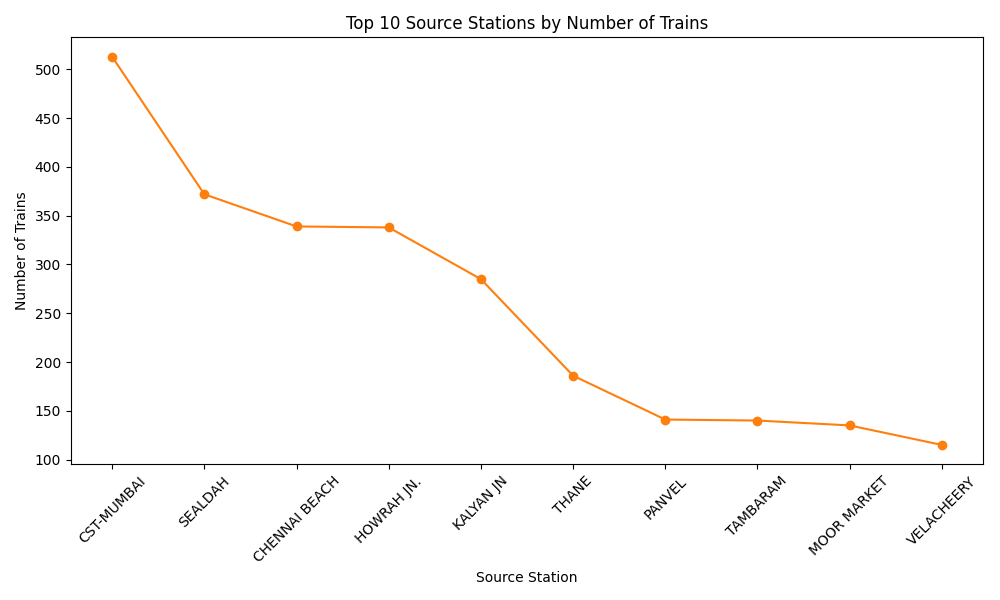 Top 10 Source Stations by Number of Trains
Number of Trains
500
450
400
350
300
250
200
150
100
CST-MUMBAI
SEALDAH
CHENNAI BEACH
HOWRAH JN.
KALYAN JN
THANE
PANVEL
TAMBARAM
MOOR MARKET
VELACHEERY
Source Station